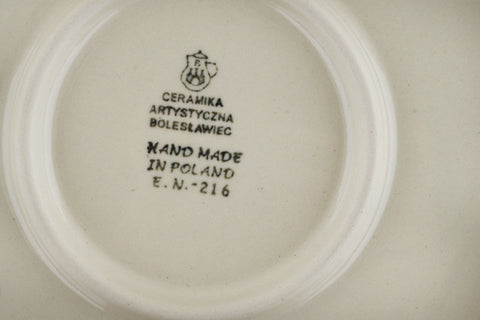 CERAMIKA
ARTYSTYCZNA
BOLESŁAWIEC
HAND MADE
IN POLAND
E.N.-216